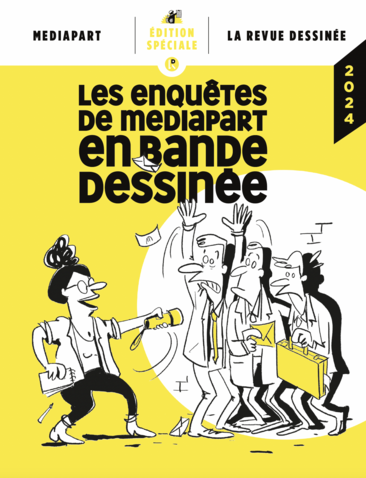 MEDIAPART
ÉDITION
SPÉCIALE
LA REVUE DESSINÉE
2024
LES ENQUÊTES
DE MEDIAPART
EN BANDE
DESSINÉE